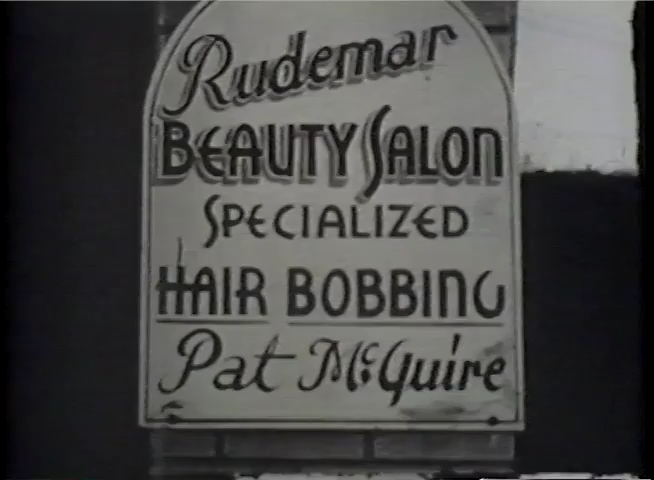 Rudemar
BEAUTY SALON
SPECIALIZED
HAIR BOBBING
Pat McGuire